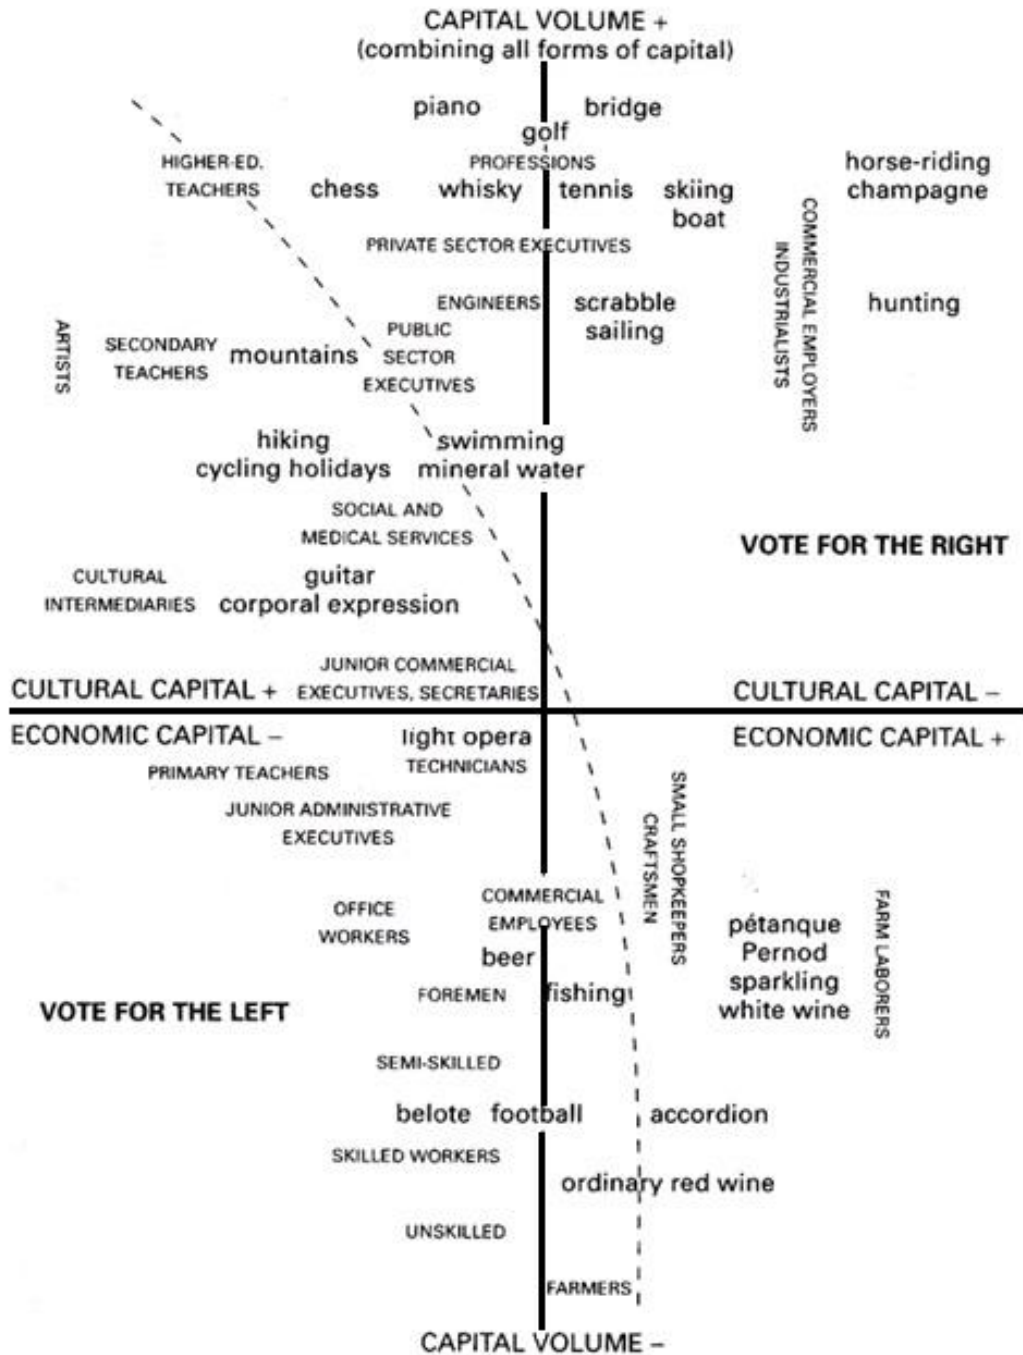 CAPITAL VOLUME +
(combining all forms of capital)
piano
bridge
golf
HIGHER-ED.
TEACHERS
PROFESSIONS
horse-riding
champagne
chess
whisky
tennis
skiing
boat
COMMERCIAL EMPLOYERS
INDUSTRIALISTS
PRIVATE SECTOR EXECUTIVES
ENGINEERS
scrabble
sailing
hunting
ARTISTS
SECONDARY
TEACHERS
mountains
PUBLIC
SECTOR
EXECUTIVES
hiking
cycling holidays
swimming
mineral water
SOCIAL AND
MEDICAL SERVICES
VOTE FOR THE RIGHT
CULTURAL
INTERMEDIARIES
guitar
corporal expression
JUNIOR COMMERCIAL
EXECUTIVES, SECRETARIES
CULTURAL CAPITAL +
CULTURAL CAPITAL –
ECONOMIC CAPITAL –
ECONOMIC CAPITAL +
light opera
TECHNICIANS
PRIMARY TEACHERS
JUNIOR ADMINISTRATIVE
EXECUTIVES
SMALL SHOPKEEPERS
CRAFTSMEN
OFFICE
WORKERS
COMMERCIAL
EMPLOYEES
FARM LABORERS
pétanque
Pernod
sparkling
white wine
beer
FOREMEN
fishing
VOTE FOR THE LEFT
SEMI-SKILLED
belote
football
accordion
SKILLED WORKERS
ordinary red wine
UNSKILLED
FARMERS
CAPITAL VOLUME –